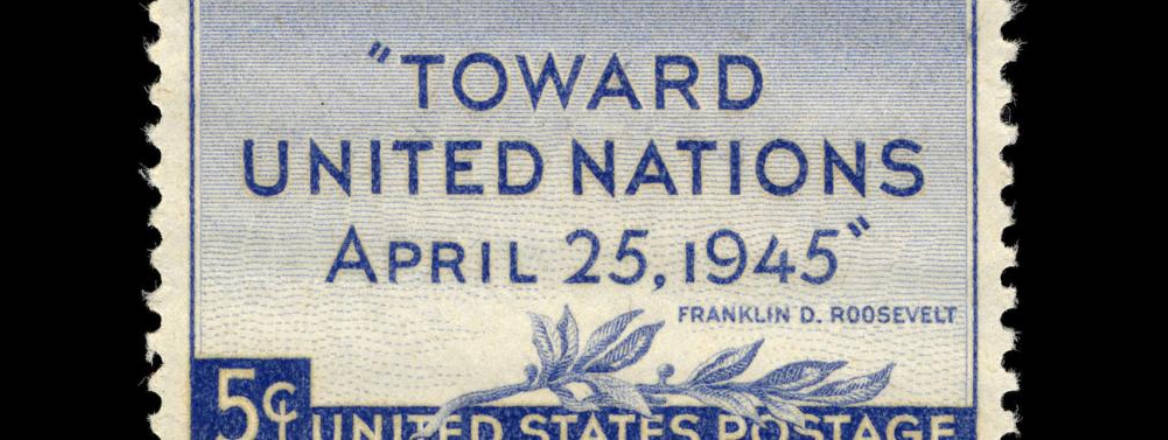 "TOWARD
UNITED NATIONS
APRIL 25, 1945"
FRANKLIN D. ROOSEVELT
5¢
UNITED STATES POSTAGE